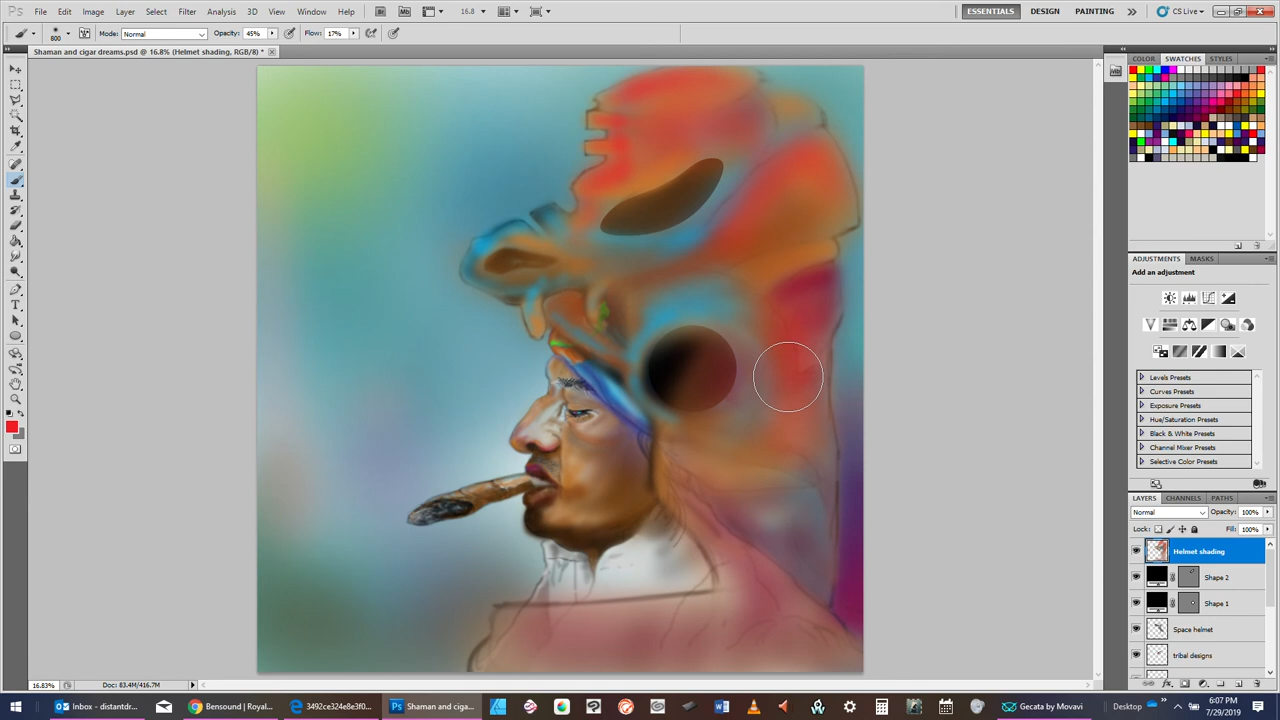 Ps File Edit Image Layer Select Filter Analysis 3D View Window Help Br Mb 16.8 ESSENTIALS DESIGN PAINTING CS Live
800 Mode: Normal Opacity: 45% Flow: 17%
Shaman and cigar dreams.psd @ 16.8% (Helmet shading, RGB/8) *
COLOR SWATCHES STYLES
ADJUSTMENTS MASKS
Add an adjustment
Levels Presets
Curves Presets
Exposure Presets
Hue/Saturation Presets
Black & White Presets
Channel Mixer Presets
Selective Color Presets
LAYERS CHANNELS PATHS
Normal Opacity: 100%
Lock: Fill: 100%
Helmet shading
Shape 2
Shape 1
Space helmet
tribal designs
16.83% Doc: 83.4M/416.7M
Inbox - distantdr... Bensound | Royal... 3492ce324e8e3f0... Shaman and ciga... Gecata by Movavi Desktop 6:07 PM
7/29/2019